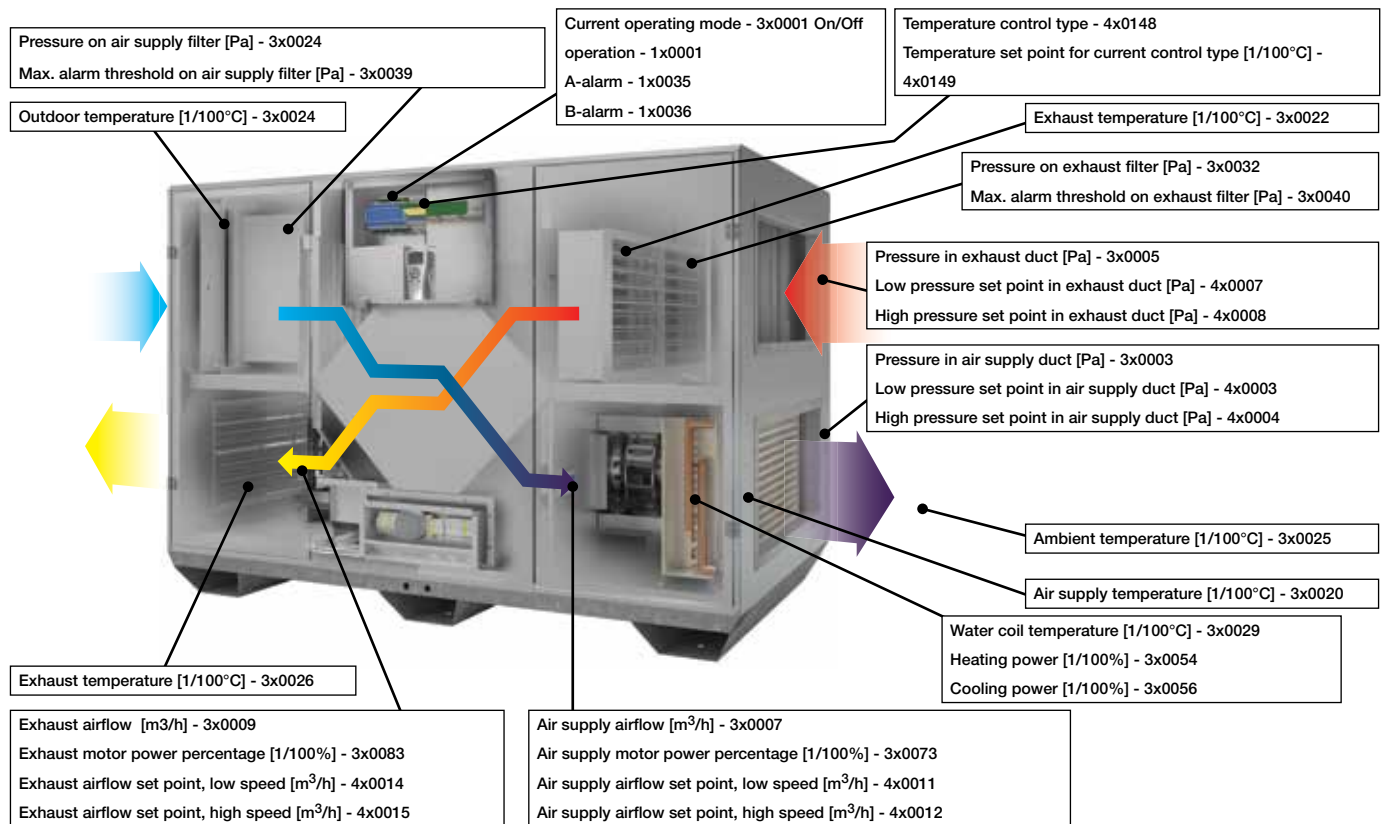 Pressure on air supply filter [Pa] - 3x0024
Max. alarm threshold on air supply filter [Pa] - 3x0039
Outdoor temperature [1/100°C] - 3x0024
Current operating mode - 3x0001 On/Off
operation - 1x0001
A-alarm - 1x0035
B-alarm - 1x0036
Temperature control type - 4x0148
Temperature set point for current control type [1/100°C] -
4x0149
Exhaust temperature [1/100°C] - 3x0022
Pressure on exhaust filter [Pa] - 3x0032
Max. alarm threshold on exhaust filter [Pa] - 3x0040
Pressure in exhaust duct [Pa] - 3x0005
Low pressure set point in exhaust duct [Pa] - 4x0007
High pressure set point in exhaust duct [Pa] - 4x0008
Pressure in air supply duct [Pa] - 3x0003
Low pressure set point in air supply duct [Pa] - 4x0003
High pressure set point in air supply duct [Pa] - 4x0004
Ambient temperature [1/100°C] - 3x0025
Air supply temperature [1/100°C] - 3x0020
Water coil temperature [1/100°C] - 3x0029
Heating power [1/100%] - 3x0054
Cooling power [1/100%] - 3x0056
Exhaust temperature [1/100°C] - 3x0026
Exhaust airflow [m3/h] - 3x0009
Exhaust motor power percentage [1/100%] - 3x0083
Exhaust airflow set point, low speed [m³/h] - 4x0014
Exhaust airflow set point, high speed [m³/h] - 4x0015
Air supply airflow [m³/h] - 3x0007
Air supply motor power percentage [1/100%] - 3x0073
Air supply airflow set point, low speed [m³/h] - 4x0011
Air supply airflow set point, high speed [m³/h] - 4x0012